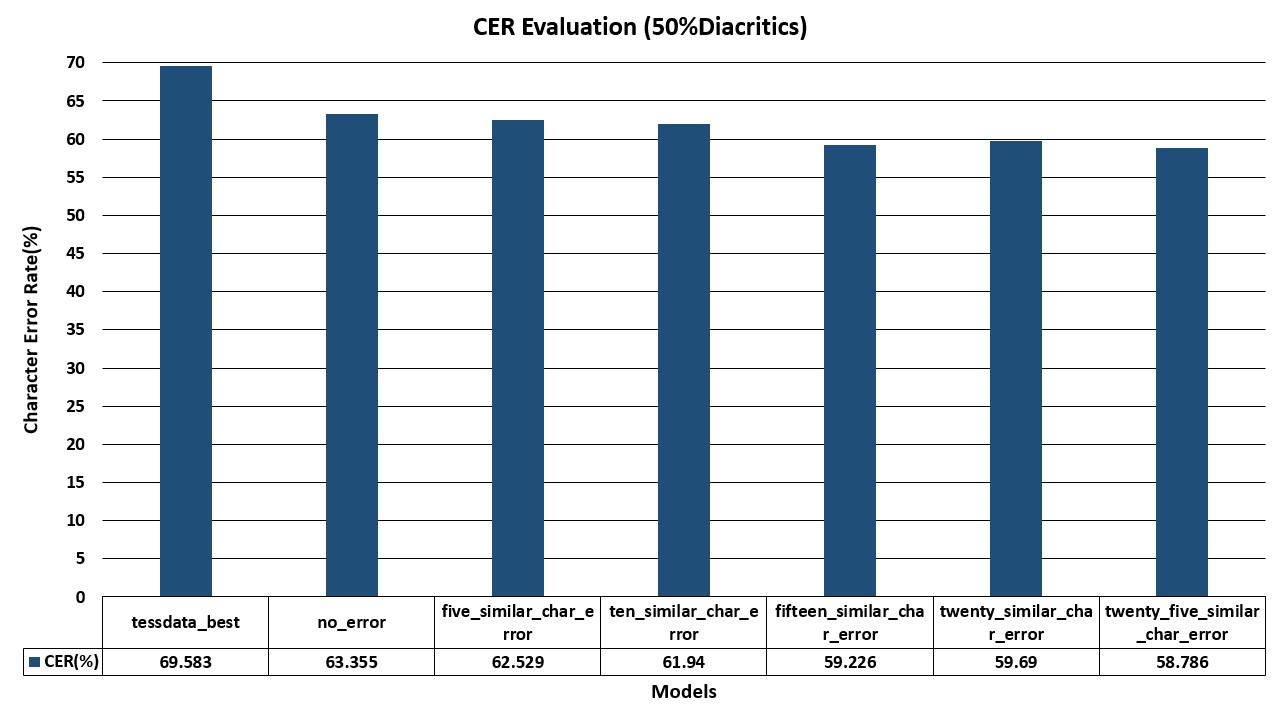 CER Evaluation (50%Diacritics)
Character Error Rate(%)
70
65
60
55
50
45
40
35
30
25
20
15
10
5
0
tessdata_best
no_error
five_similar_char_e
rror
ten_similar_char_e
rror
fifteen_similar_cha
r_error
twenty_similar_cha
r_error
twenty_five_similar
_char_error
CER(%) 69.583 63.355 62.529 61.94 59.226 59.69 58.786
Models